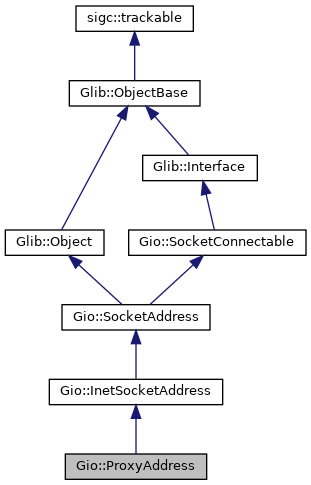 sigc::trackable
Glib::ObjectBase
Glib::Interface
Glib::Object
Gio::SocketConnectable
Gio::SocketAddress
Gio::InetSocketAddress
Gio::ProxyAddress